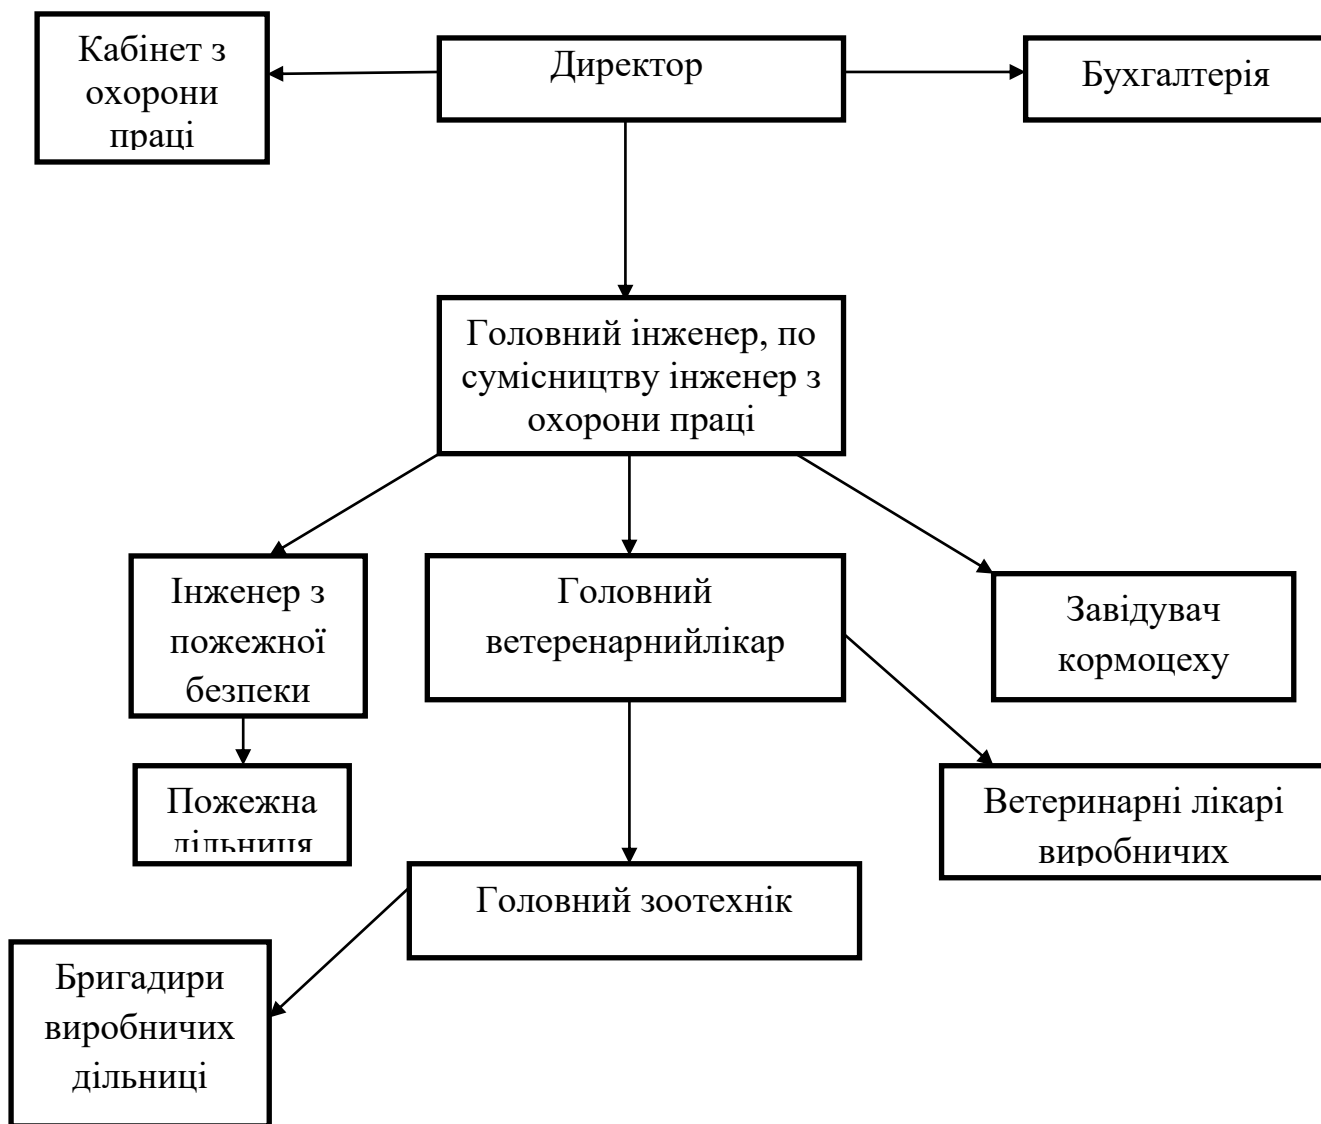 Кабінет з
охорони
праці
Директор
Бухгалтерія
Головний інженер, по
сумісництву інженер з
охорони праці
Інженер з
пожежної
безпеки
Головний
ветеренарнийлікар
Завідувач
кормоцеху
Пожежна
дільниця
Ветеринарні лікарі
виробничих
Головний зоотехнік
Бригадири
виробничих
дільниці